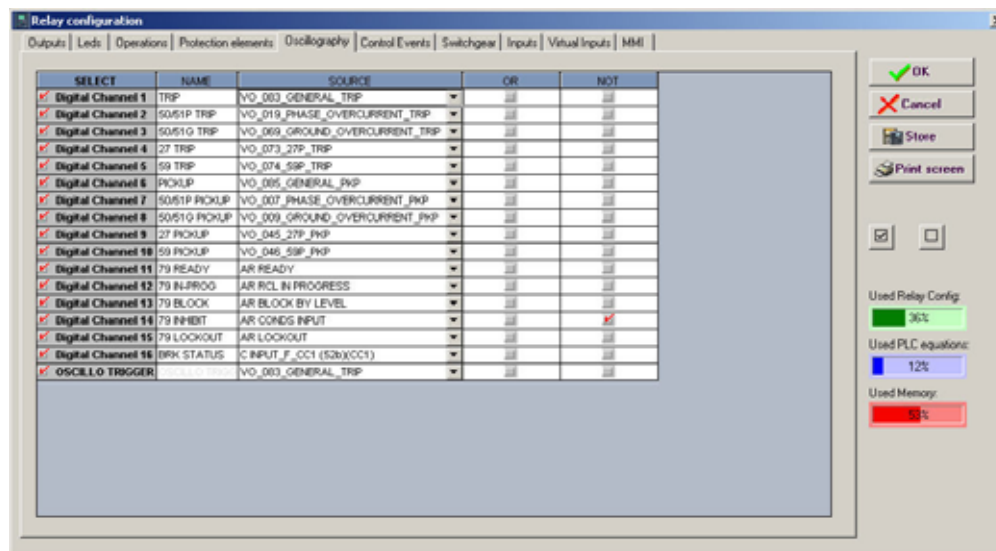 Relay configuration
Outputs Leds Operations Protection elements Oscillography Control Events Switchgear Inputs Virtual Inputs MMI
SELECT NAME SOURCE OR NOT
Digital Channel 1 TRIP VO_083_GENERAL_TRIP
Digital Channel 2 50/51P TRIP VO_019_PHASE_OVERCURRENT_TRIP
Digital Channel 3 50/51G TRIP VO_069_GROUND_OVERCURRENT_TRIP
Digital Channel 4 27 TRIP VO_073_27P_TRIP
Digital Channel 5 59 TRIP VO_074_59P_TRIP
Digital Channel 6 PICKUP VO_085_GENERAL_PKP
Digital Channel 7 50/51P PICKUP VO_007_PHASE_OVERCURRENT_PKP
Digital Channel 8 50/51G PICKUP VO_009_GROUND_OVERCURRENT_PKP
Digital Channel 9 27 PICKUP VO_045_27P_PKP
Digital Channel 10 59 PICKUP VO_046_59P_PKP
Digital Channel 11 79 READY AR READY
Digital Channel 12 79 IN-PROG AR RCL IN PROGRESS
Digital Channel 13 79 BLOCK AR BLOCK BY LEVEL
Digital Channel 14 79 INHIBIT AR CONDS INPUT
Digital Channel 15 79 LOCKOUT AR LOCKOUT
Digital Channel 16 BRK STATUS C INPUT_F_CC1 (52b)(CC1)
OSCILLO TRIGGER OSCILLO TRIGG VO_083_GENERAL_TRIP
OK
Cancel
Store
Print screen
Used Relay Config:
36%
Used PLC equations:
12%
Used Memory:
53%